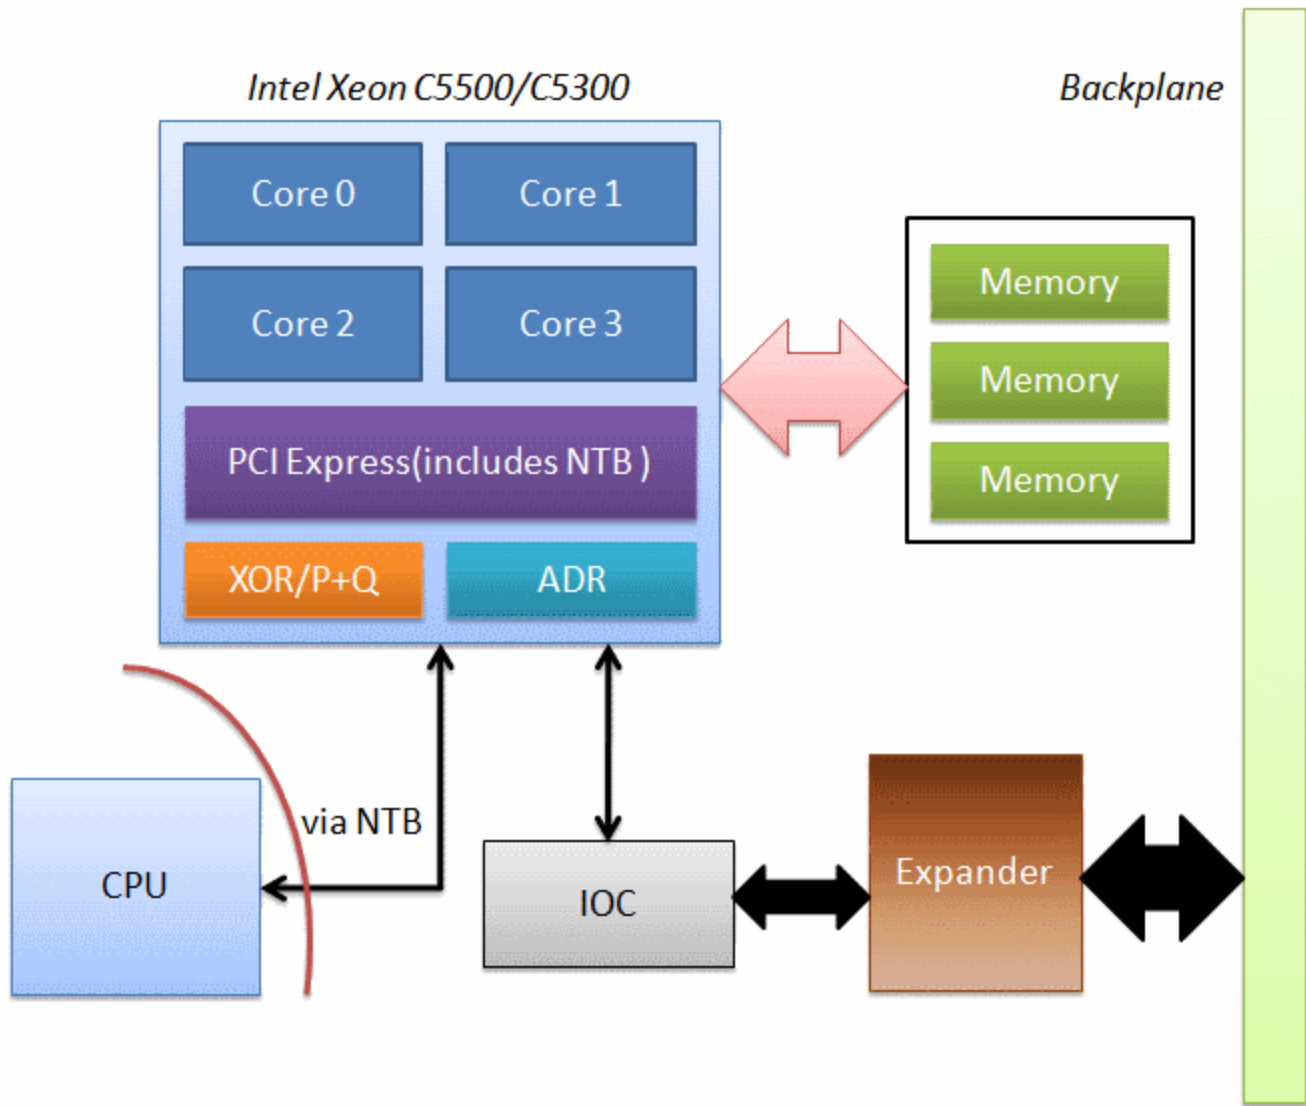 Intel Xeon C5500/C5300
Backplane
Core 0
Core 1
Core 2
Core 3
PCI Express(includes NTB )
XOR/P+Q
ADR
Memory
Memory
Memory
via NTB
CPU
IOC
Expander